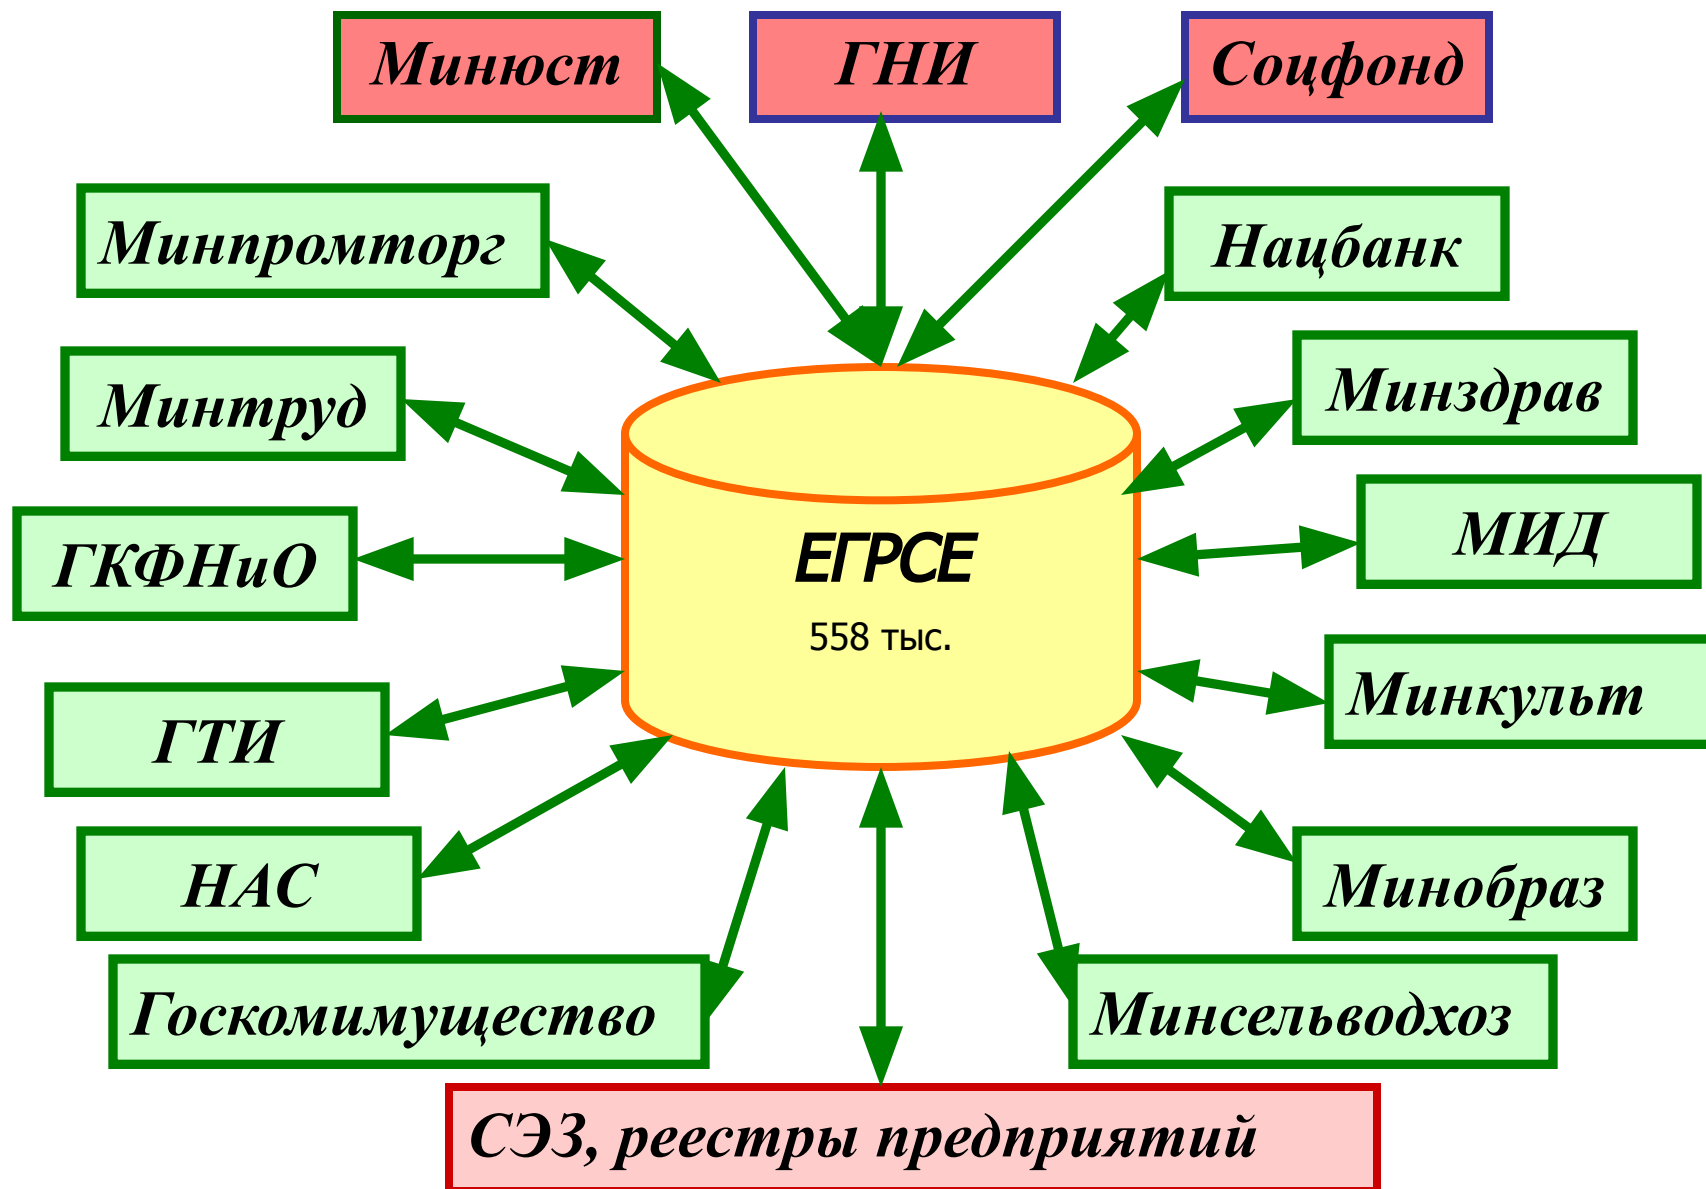 Минюст
ГНИ
Соцфонд
Минпромторг
Нацбанк
Минтруд
Минздрав
ГКФНиО
МИД
ЕГРСЕ
558 тыс.
ГТИ
Минкульт
НАС
Минобраз
Госкомимущество
Минсельводхоз
СЭЗ, реестры предприятий